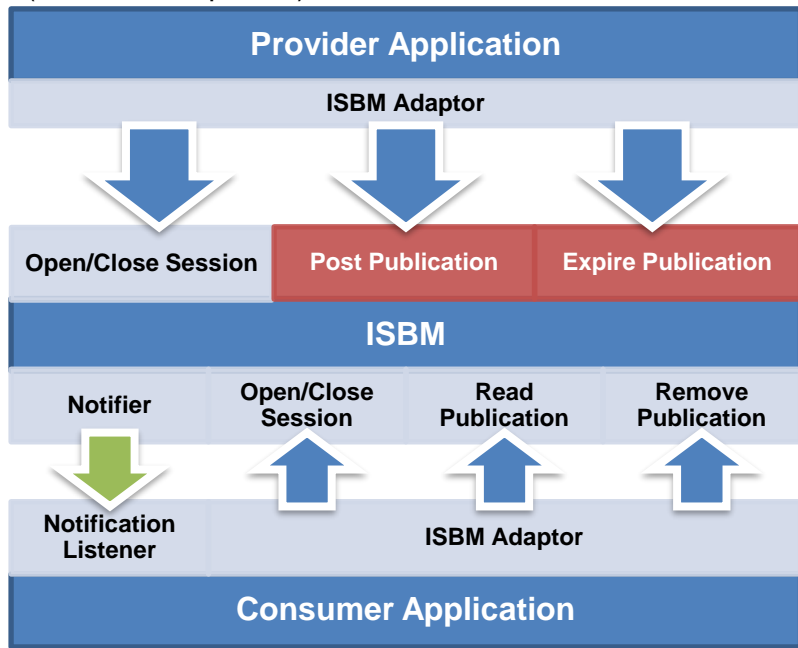 Provider Application
ISBM Adaptor
Open/Close Session
Post Publication
Expire Publication
ISBM
Notifier
Open/Close
Session
Read
Publication
Remove
Publication
Notification
Listener
ISBM Adaptor
Consumer Application